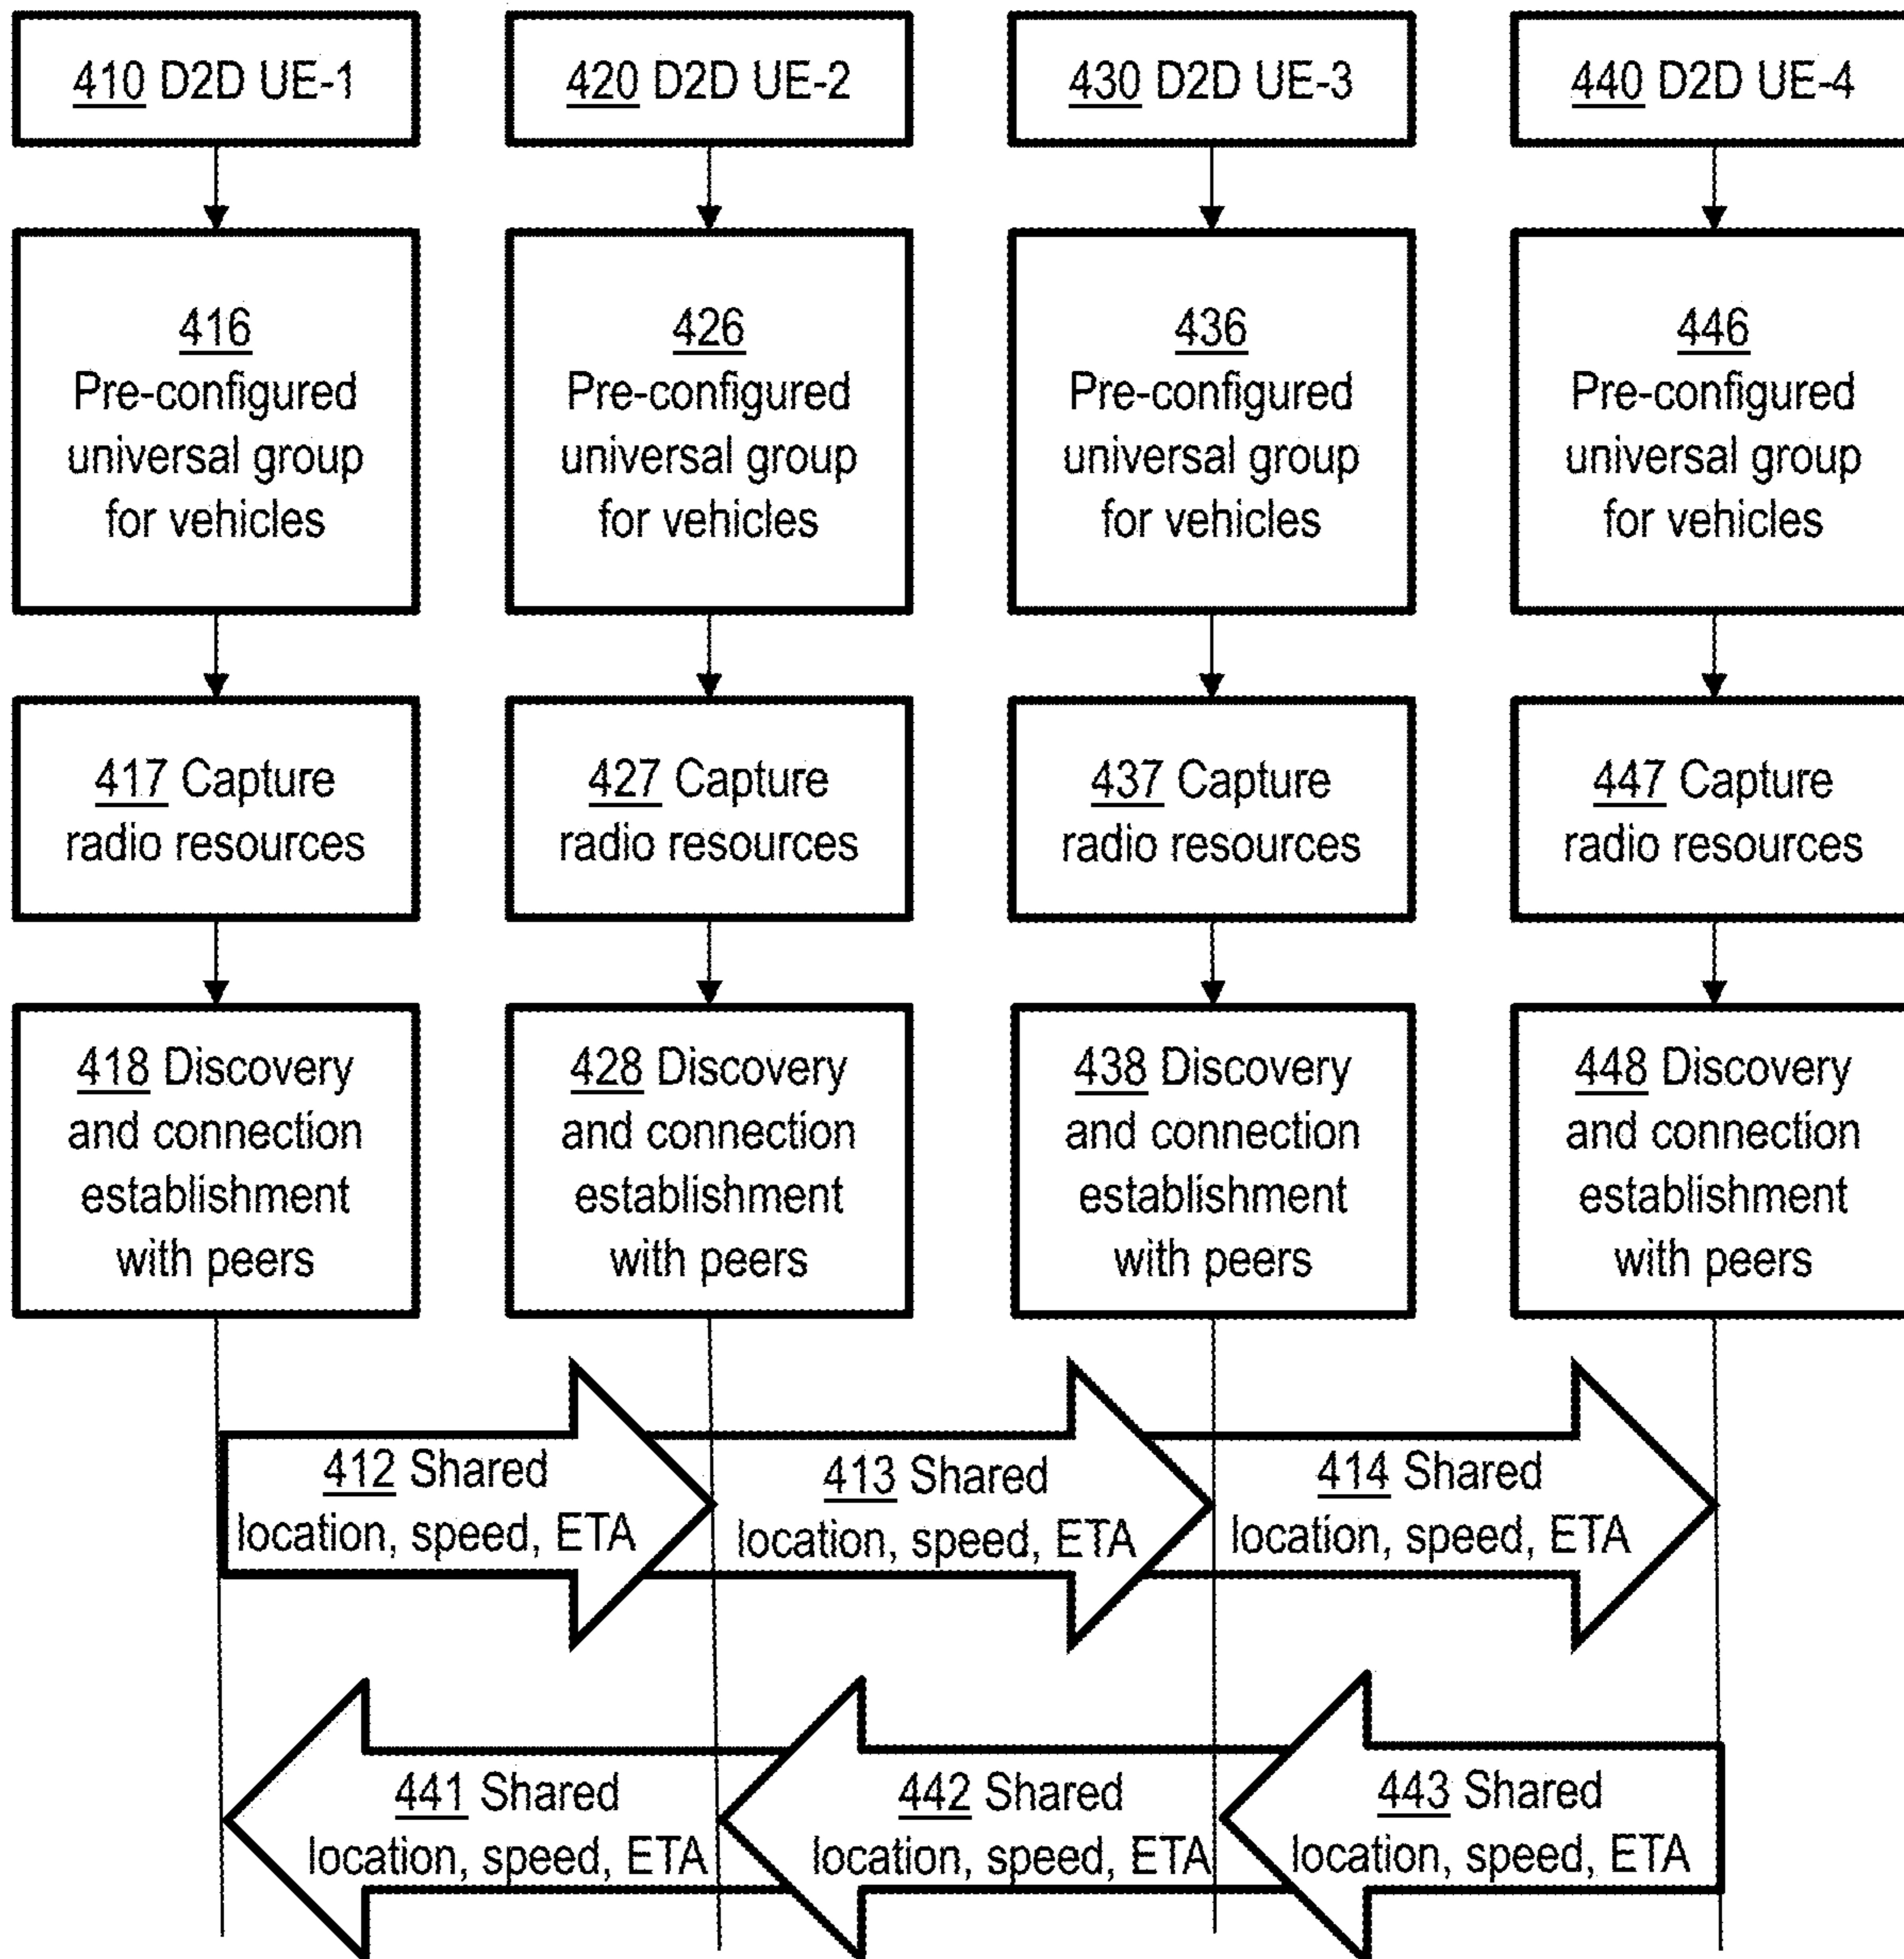 410 D2D UE-1
420 D2D UE-2
430 D2D UE-3
440 D2D UE-4
416
Pre-configured
universal group
for vehicles
426
Pre-configured
universal group
for vehicles
436
Pre-configured
universal group
for vehicles
446
Pre-configured
universal group
for vehicles
417 Capture
radio resources
427 Capture
radio resources
437 Capture
radio resources
447 Capture
radio resources
418 Discovery
and connection
establishment
with peers
428 Discovery
and connection
establishment
with peers
438 Discovery
and connection
establishment
with peers
448 Discovery
and connection
establishment
with peers
412 Shared
location, speed, ETA
413 Shared
location, speed, ETA
414 Shared
location, speed, ETA
441 Shared
location, speed, ETA
442 Shared
location, speed, ETA
443 Shared
location, speed, ETA